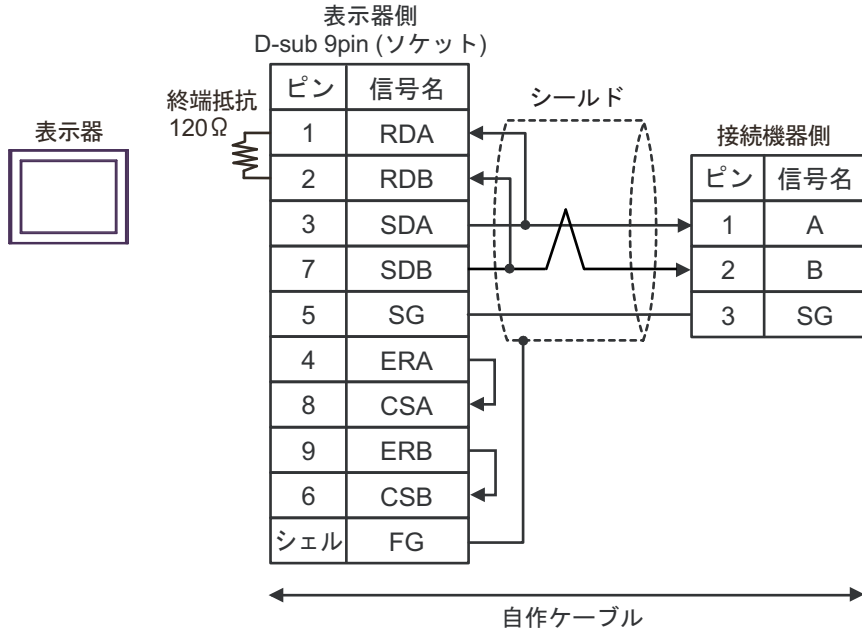 表示器側
D-sub 9pin (ソケット)
表示器
終端抵抗
120Ω
ピン 信号名
1 RDA
2 RDB
3 SDA
7 SDB
5 SG
4 ERA
8 CSA
9 ERB
6 CSB
シェル FG
シールド
接続機器側
ピン 信号名
1 A
2 B
3 SG
自作ケーブル